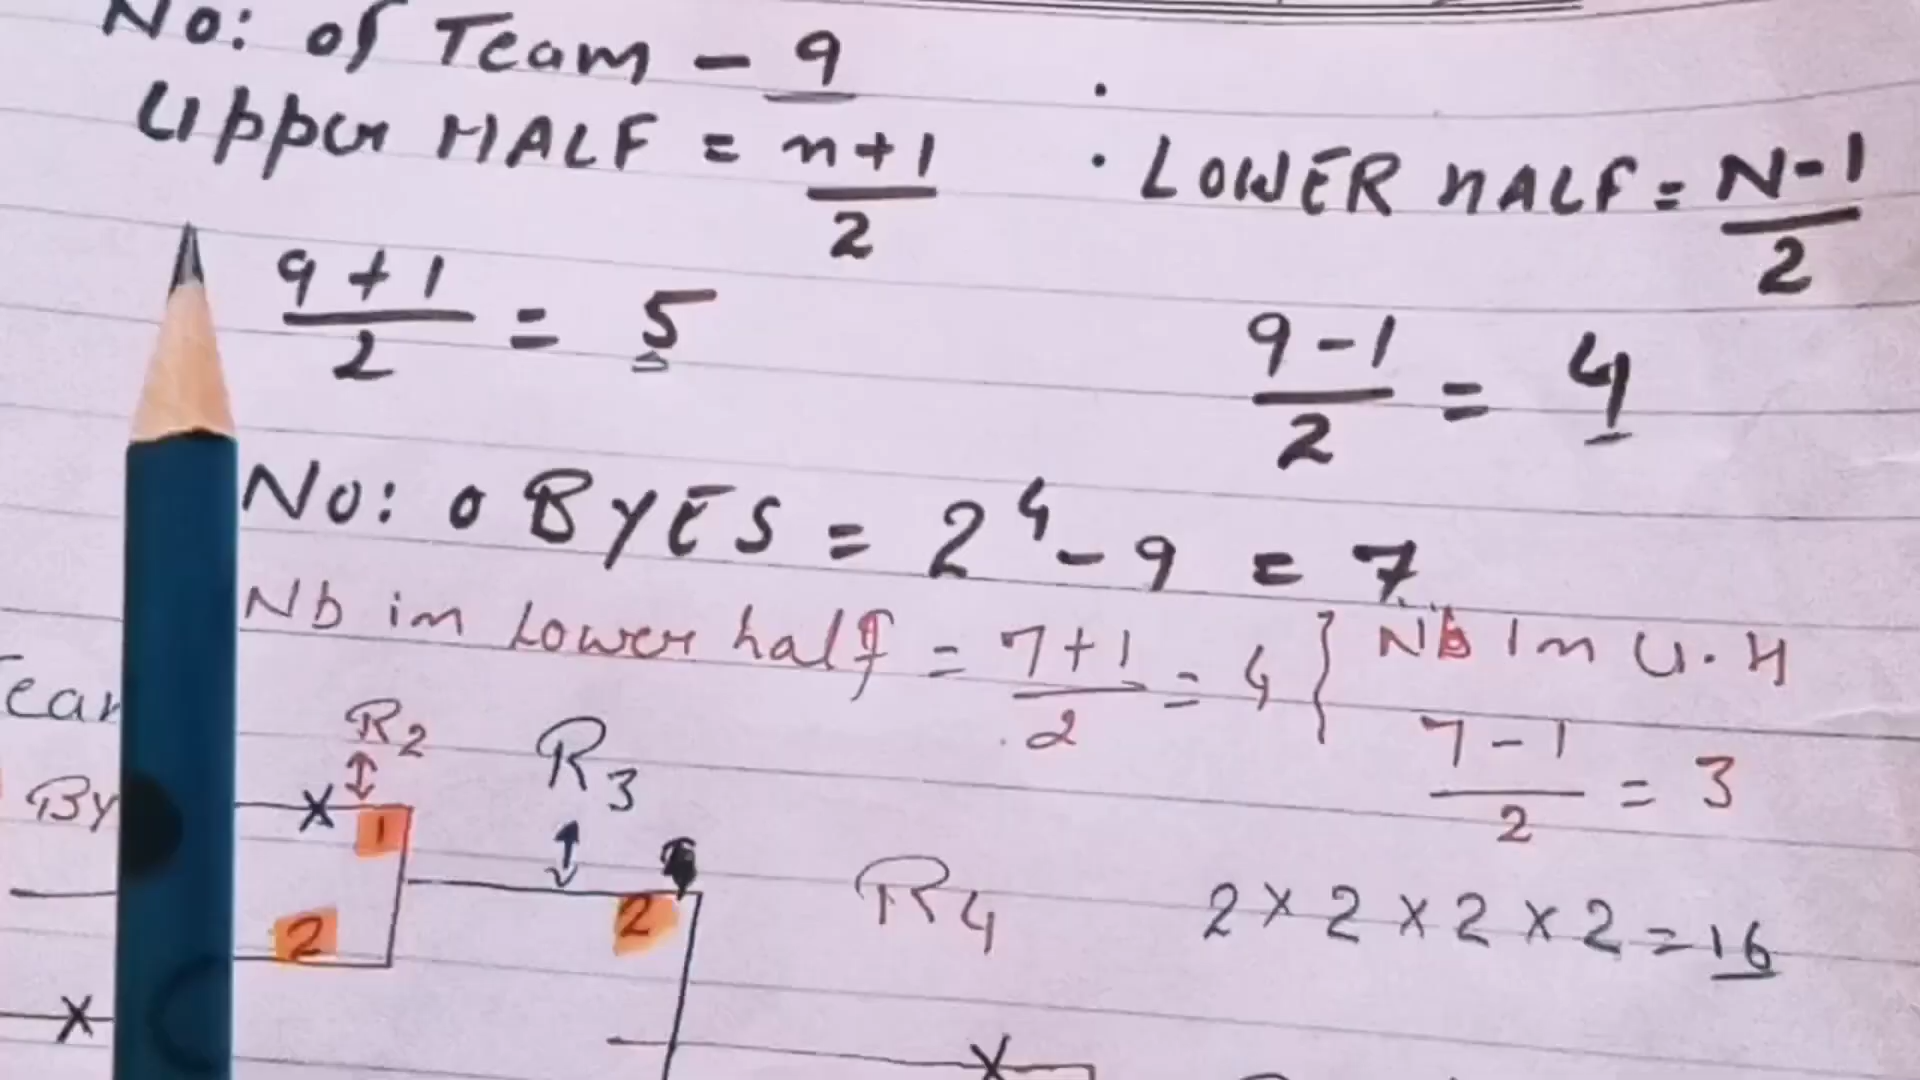 No: of Team - 9
Upper HALF = n+1/2
. LOWER HALF = N-1/2
9+1/2 = 5
9-1/2 = 4
No: o BYES = 2⁴ - 9 = 7
Nb in Lower half = 7+1/2 = 4 } Nb In U.H
7-1/2 = 3
R2
R3
1
2
2
R4
2 × 2 × 2 × 2 = 16